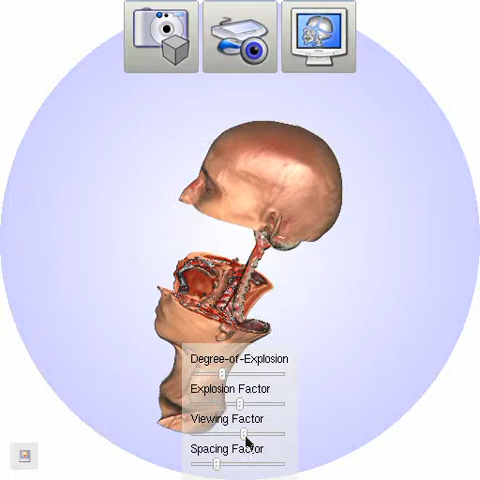 Degree-of-Explosion
Explosion Factor
Viewing Factor
Spacing Factor